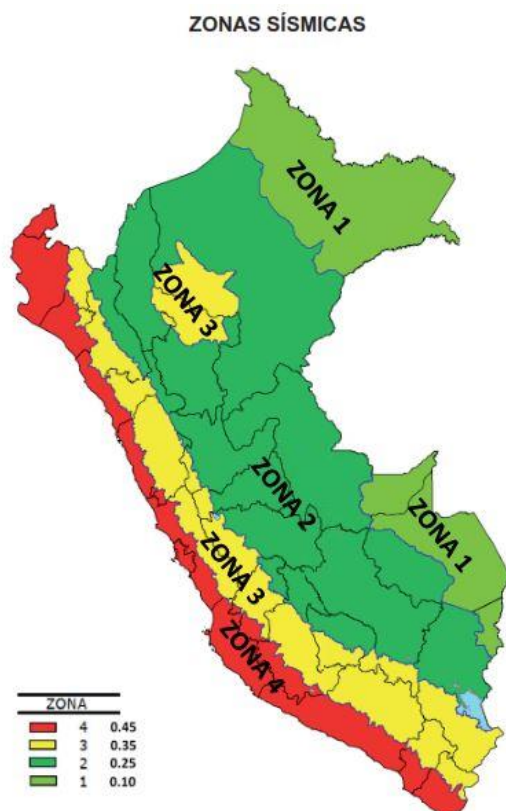 ZONAS SÍSMICAS
ZONA 1
ZONA 3
ZONA 2
ZONA 1
ZONA 3
ZONA 4
ZONA
4 0.45
3 0.35
2 0.25
1 0.10